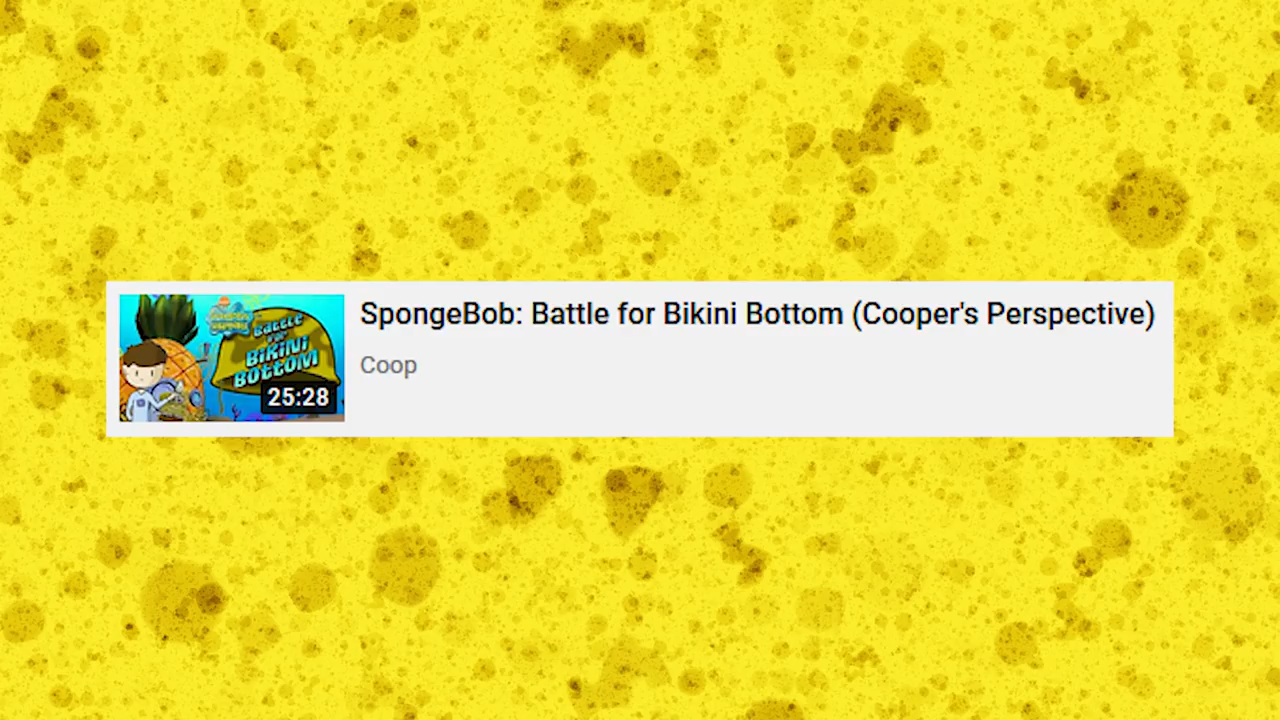 SpongeBob: Battle for Bikini Bottom (Cooper's Perspective)
Coop
Battle
for
BIKINI
BOTTOM
25:28